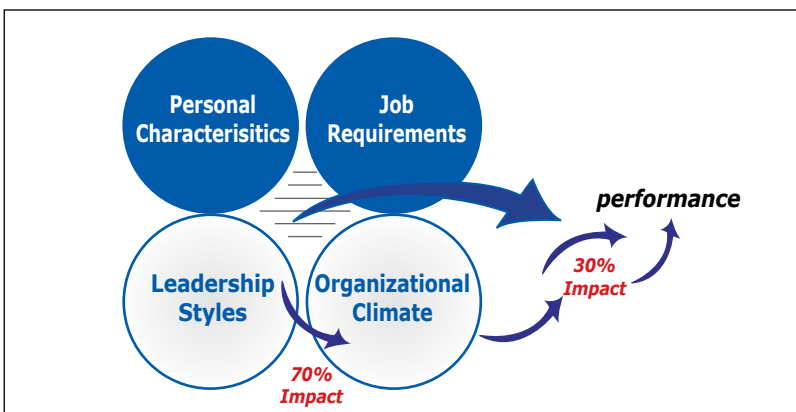 Personal
Characterisitics
Job
Requirements
performance
Leadership
Styles
Organizational
Climate
30%
Impact
70%
Impact